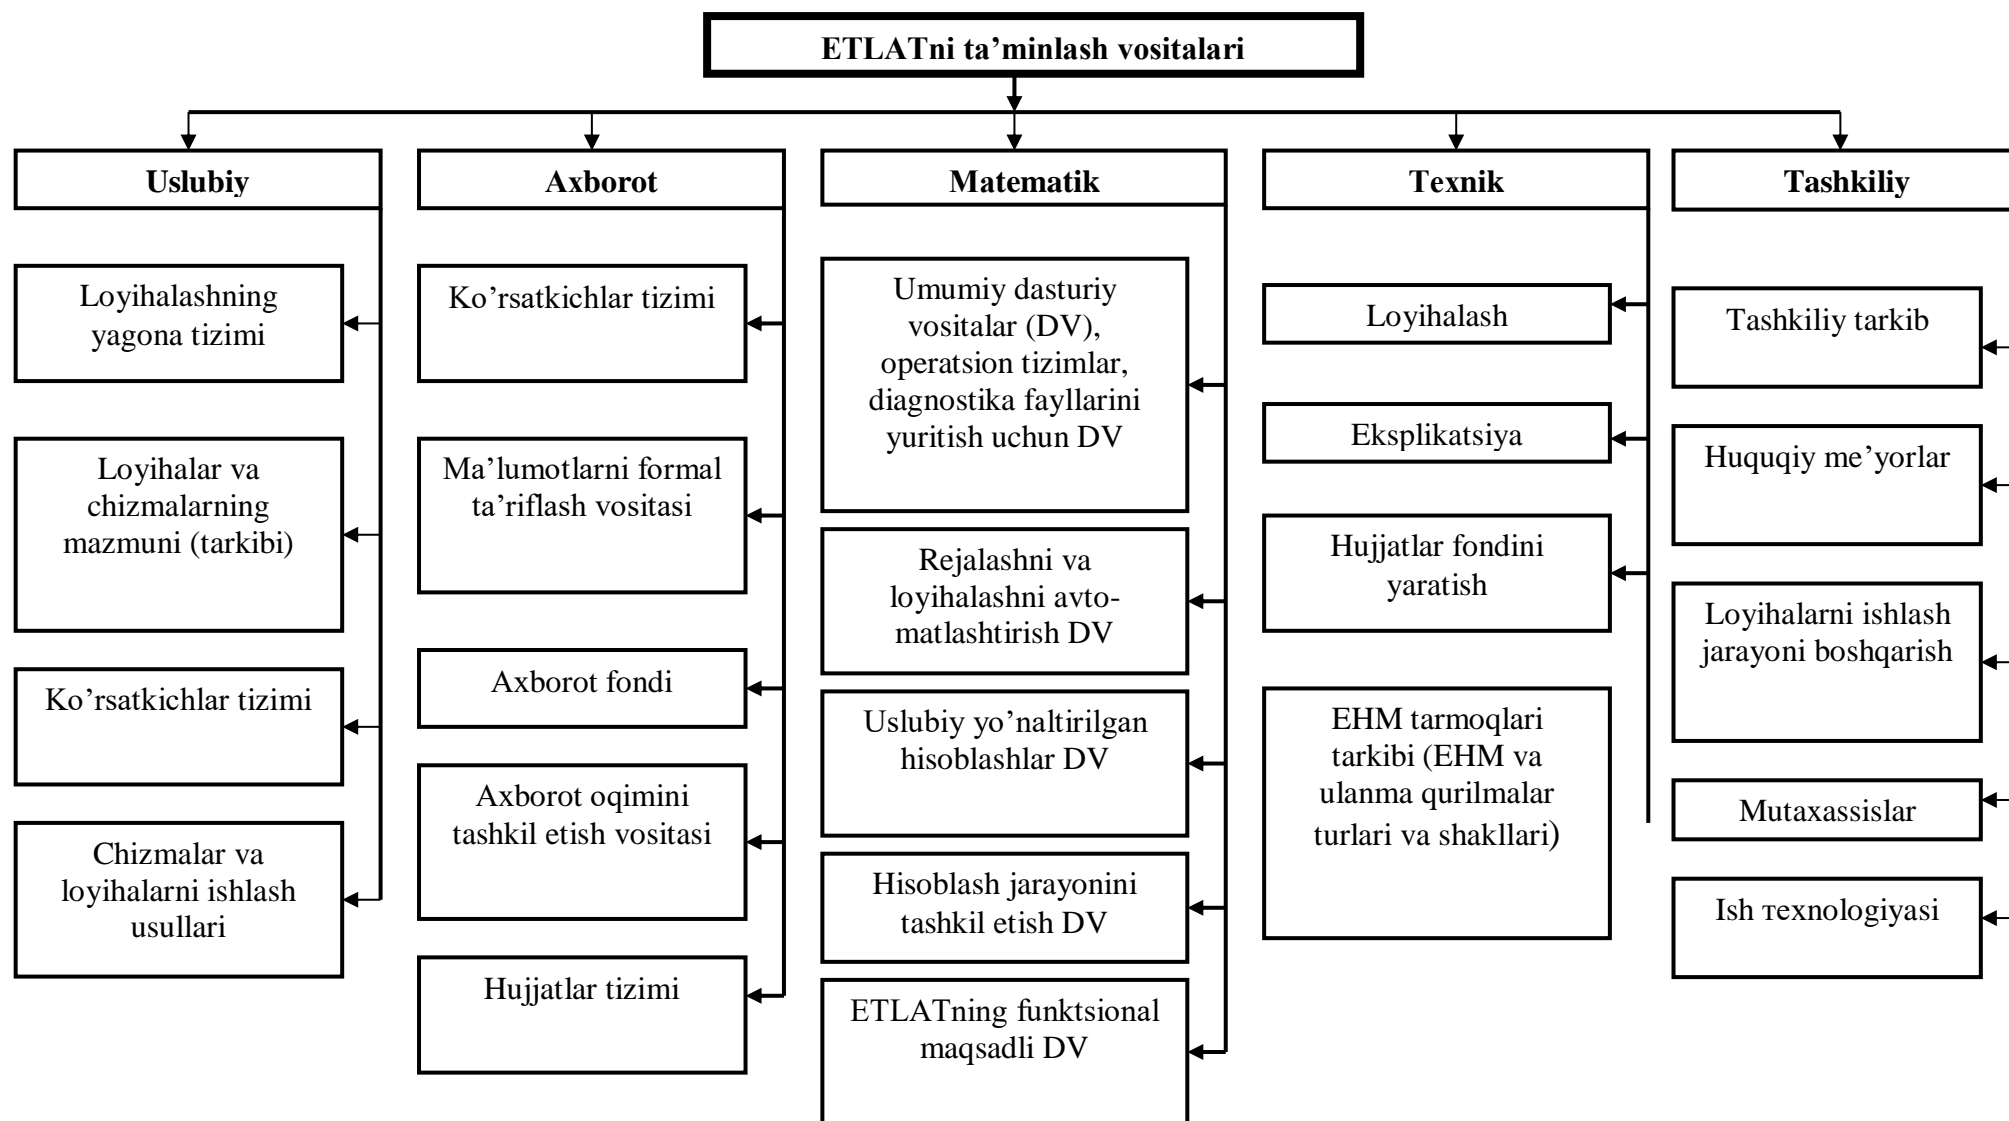 ETLATni ta’minlash vositalari
Uslubiy
Loyihalashning
yagona tizimi
Loyihalar va
chizmalarning
mazmuni (tarkibi)
Ko’rsatkichlar tizimi
Chizmalar va
loyihalarni ishlash
usullari
Axborot
Ko’rsatkichlar tizimi
Ma’lumotlarni formal
ta’riflash vositasi
Axborot fondi
Axborot oqimini
tashkil etish vositasi
Hujjatlar tizimi
Matematik
Umumiy dasturiy
vositalar (DV),
operatsion tizimlar,
diagnostika fayllarini
yuritish uchun DV
Rejalashni va
loyihalashni avto-
matlashtirish DV
Uslubiy yo’naltirilgan
hisoblashlar DV
Hisoblash jarayonini
tashkil etish DV
ETLATning funktsional
maqsadli DV
Texnik
Loyihalash
Eksplikatsiya
Hujjatlar fondini
yaratish
EHM tarmoqlari
tarkibi (EHM va
ulanma qurilmalar
turlari va shakllari)
Tashkiliy
Tashkiliy tarkib
Huquqiy me’yorlar
Loyihalarni ishlash
jarayoni boshqarish
Mutaxassislar
Ish тexnologiyasi